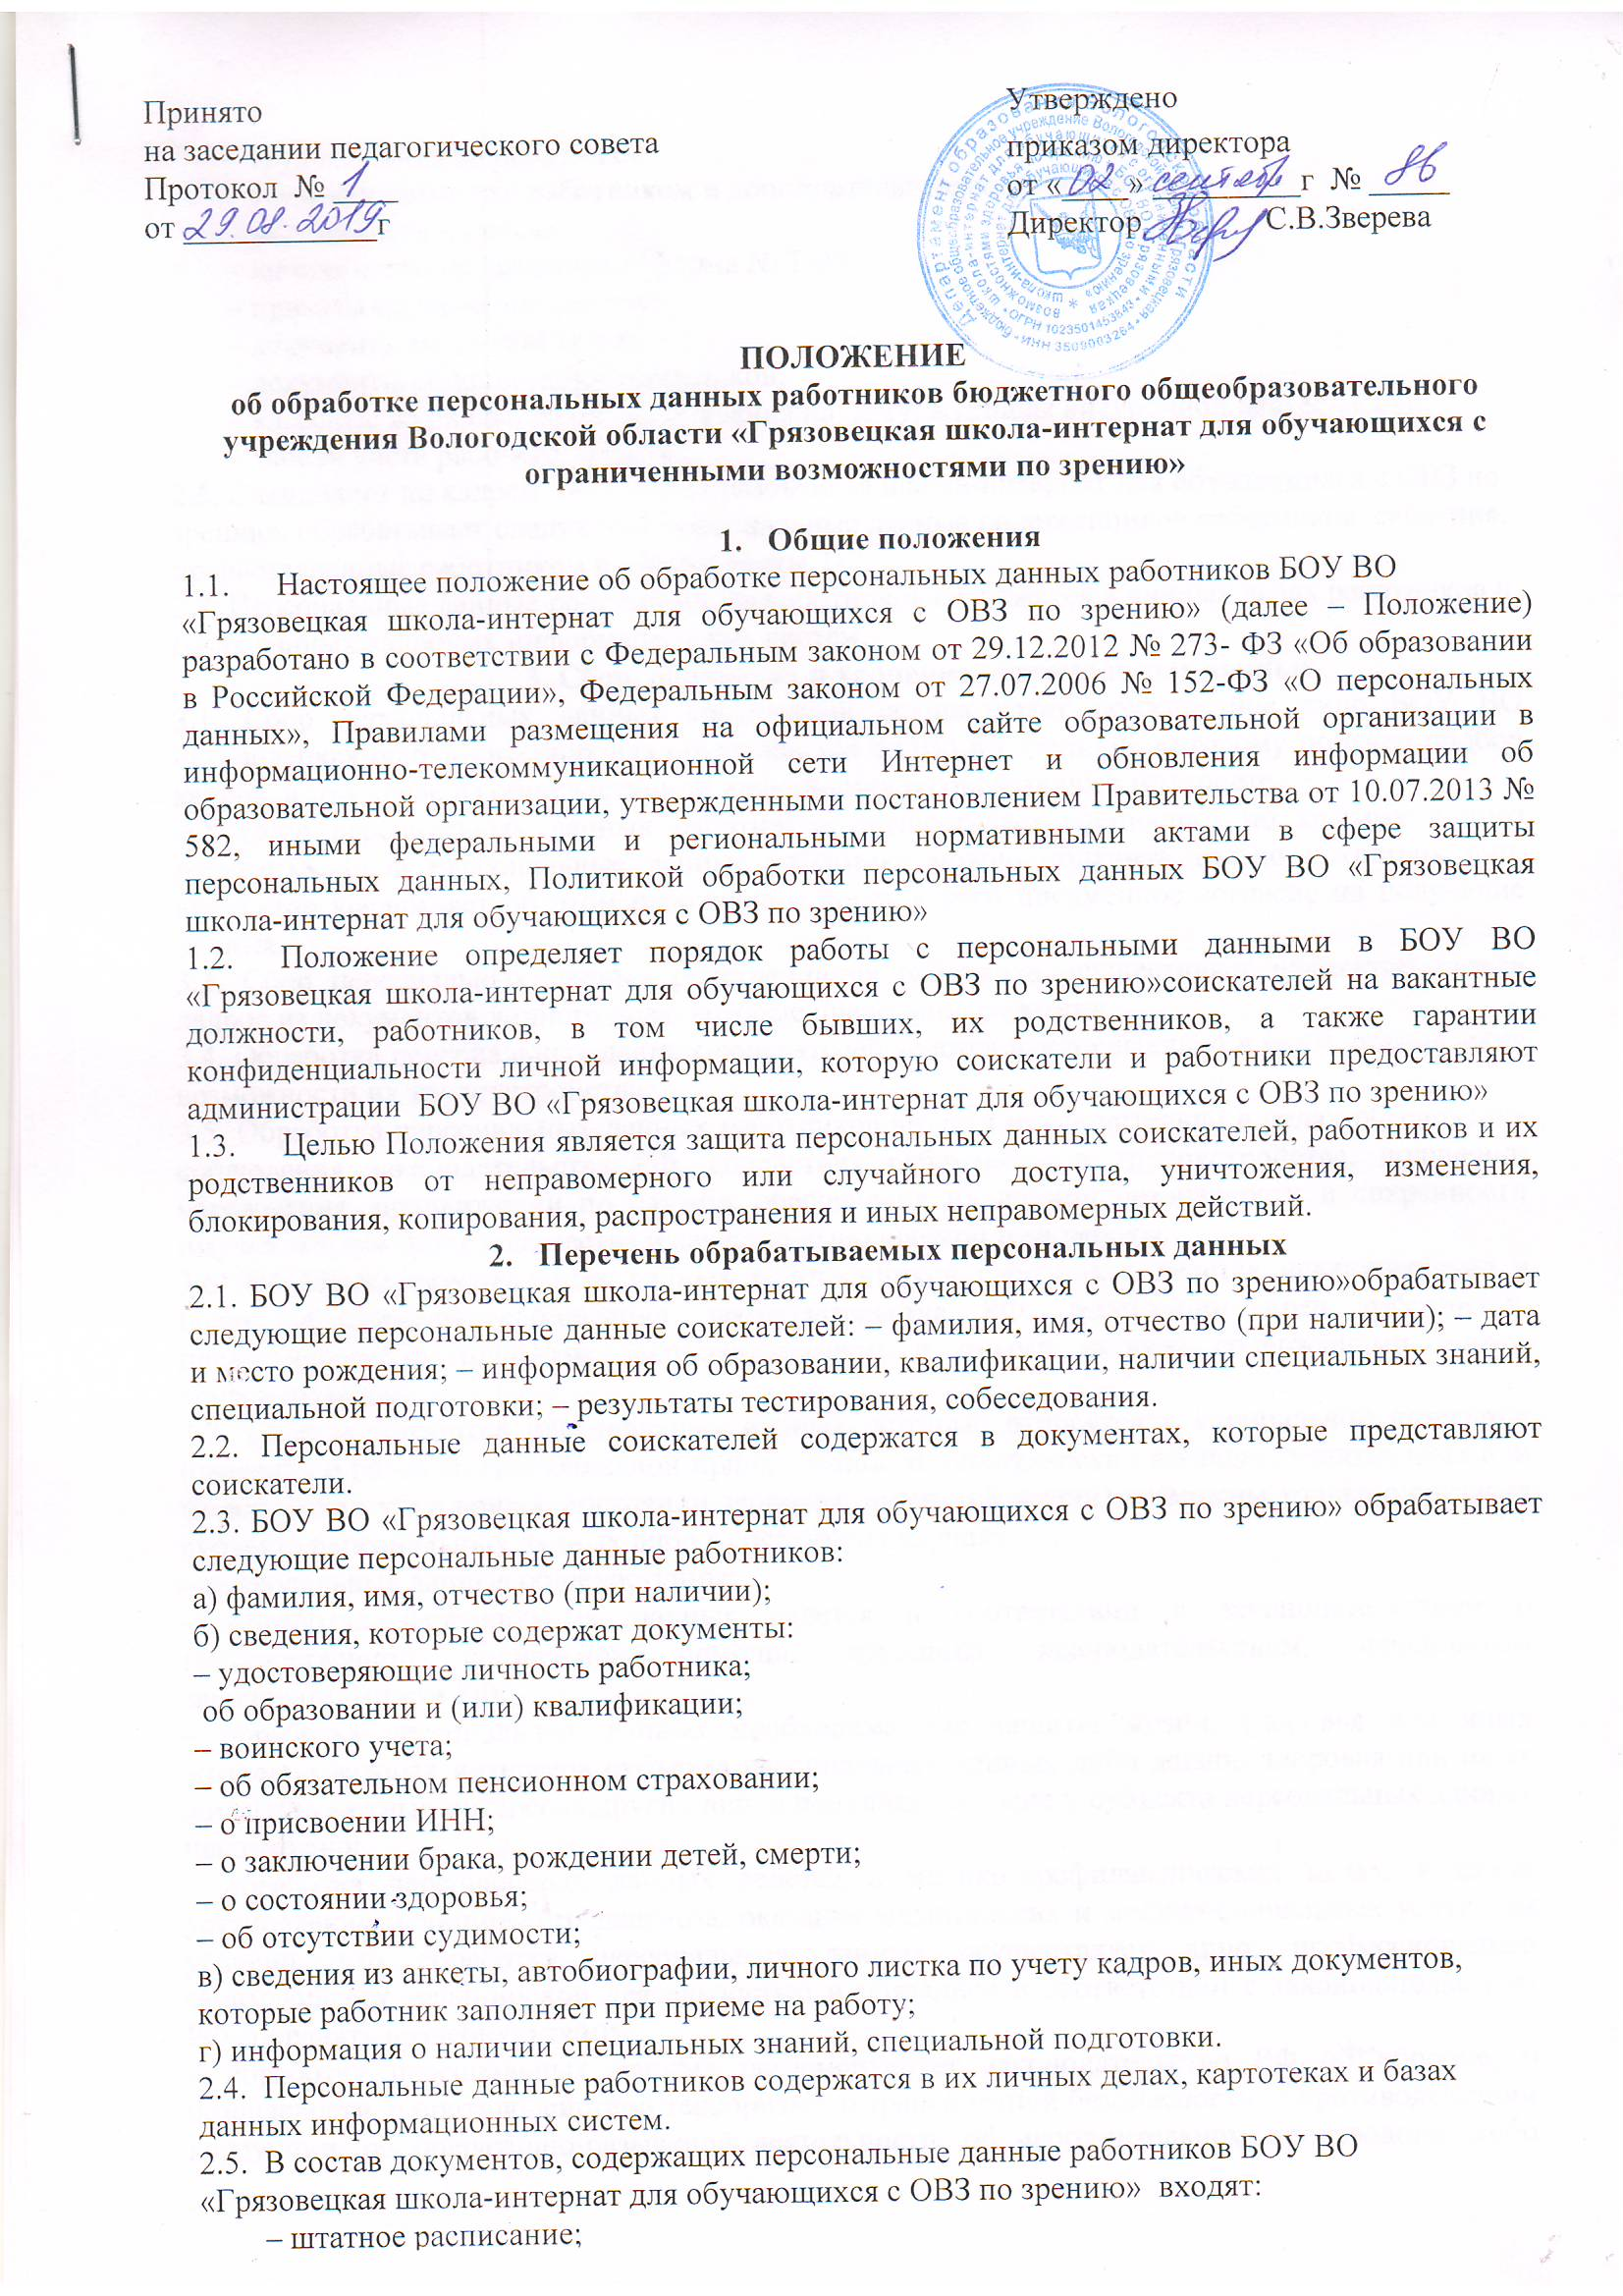 Принято
на заседании педагогического совета
Протокол № 1
от 29.08.2019г
Утверждено
приказом директора
от «02» сентября г № 86
Директор С.В.Зверева
ПОЛОЖЕНИЕ
об обработке персональных данных работников бюджетного общеобразовательного
учреждения Вологодской области «Грязовецкая школа-интернат для обучающихся с
ограниченными возможностями по зрению»
1. Общие положения
1.1. Настоящее положение об обработке персональных данных работников БОУ ВО
«Грязовецкая школа-интернат для обучающихся с ОВЗ по зрению» (далее – Положение)
разработано в соответствии с Федеральным законом от 29.12.2012 № 273- ФЗ «Об образовании
в Российской Федерации», Федеральным законом от 27.07.2006 № 152-ФЗ «О персональных
данных», Правилами размещения на официальном сайте образовательной организации в
информационно-телекоммуникационной сети Интернет и обновления информации об
образовательной организации, утвержденными постановлением Правительства от 10.07.2013 №
582, иными федеральными и региональными нормативными актами в сфере защиты
персональных данных, Политикой обработки персональных данных БОУ ВО «Грязовецкая
школа-интернат для обучающихся с ОВЗ по зрению»
1.2. Положение определяет порядок работы с персональными данными в БОУ ВО
«Грязовецкая школа-интернат для обучающихся с ОВЗ по зрению»соискателей на вакантные
должности, работников, в том числе бывших, их родственников, а также гарантии
конфиденциальности личной информации, которую соискатели и работники предоставляют
администрации БОУ ВО «Грязовецкая школа-интернат для обучающихся с ОВЗ по зрению»
1.3. Целью Положения является защита персональных данных соискателей, работников и их
родственников от неправомерного или случайного доступа, уничтожения, изменения,
блокирования, копирования, распространения и иных неправомерных действий.
2. Перечень обрабатываемых персональных данных
2.1. БОУ ВО «Грязовецкая школа-интернат для обучающихся с ОВЗ по зрению»обрабатывает
следующие персональные данные соискателей: – фамилия, имя, отчество (при наличии); – дата
и место рождения; – информация об образовании, квалификации, наличии специальных знаний,
специальной подготовки; – результаты тестирования, собеседования.
2.2. Персональные данные соискателей содержатся в документах, которые представляют
соискатели.
2.3. БОУ ВО «Грязовецкая школа-интернат для обучающихся с ОВЗ по зрению» обрабатывает
следующие персональные данные работников:
а) фамилия, имя, отчество (при наличии);
б) сведения, которые содержат документы:
– удостоверяющие личность работника;
об образовании и (или) квалификации;
– воинского учета;
– об обязательном пенсионном страховании;
– о присвоении ИНН;
– о заключении брака, рождении детей, смерти;
– о состоянии здоровья;
– об отсутствии судимости;
в) сведения из анкеты, автобиографии, личного листка по учету кадров, иных документов,
которые работник заполняет при приеме на работу;
г) информация о наличии специальных знаний, специальной подготовки.
2.4. Персональные данные работников содержатся в их личных делах, картотеках и базах
данных информационных систем.
2.5. В состав документов, содержащих персональные данные работников БОУ ВО
«Грязовецкая школа-интернат для обучающихся с ОВЗ по зрению» входят:
– штатное расписание;